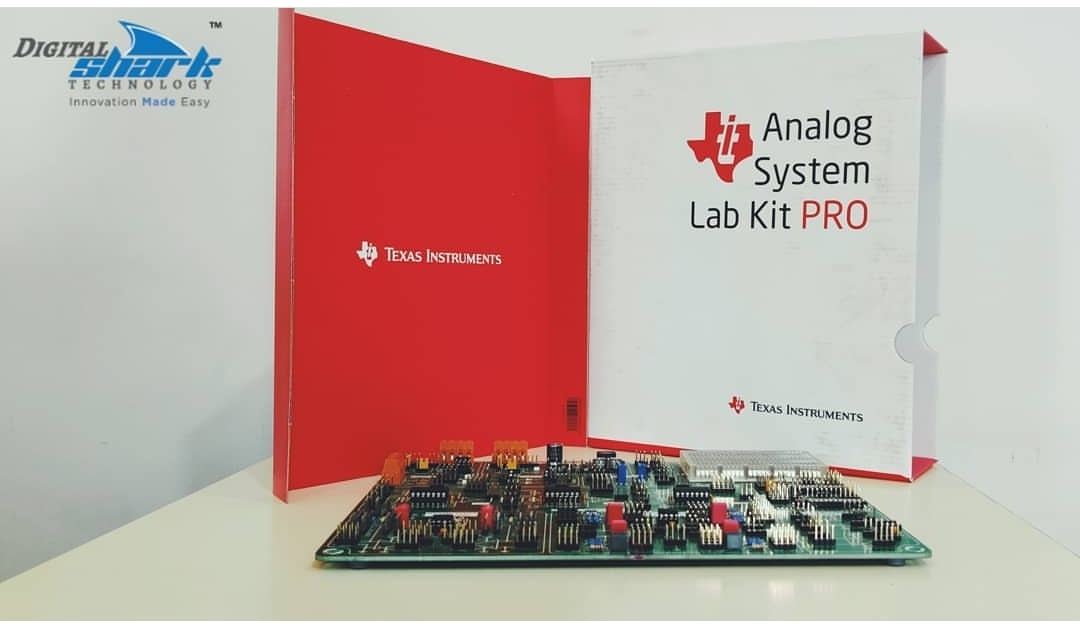 DIGITAL
shark
TM
TECHNOLOGY
Innovation Made Easy
TEXAS INSTRUMENTS
Analog
System
Lab Kit PRO
TEXAS INSTRUMENTS